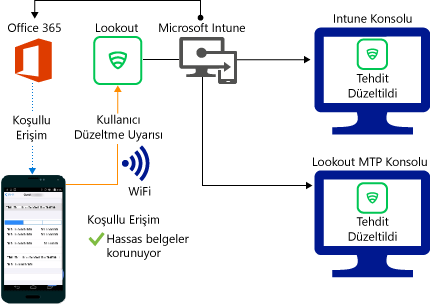 Office 365
Lookout
Microsoft Intune
Intune Konsolu
Tehdit
Düzeltildi
Koşullu
Erişim
Kullanıcı
Düzeltme Uyarısı
WiFi
Lookout MTP Konsolu
Tehdit
Düzeltildi
Koşullu Erişim
Hassas belgeler
korunuyor